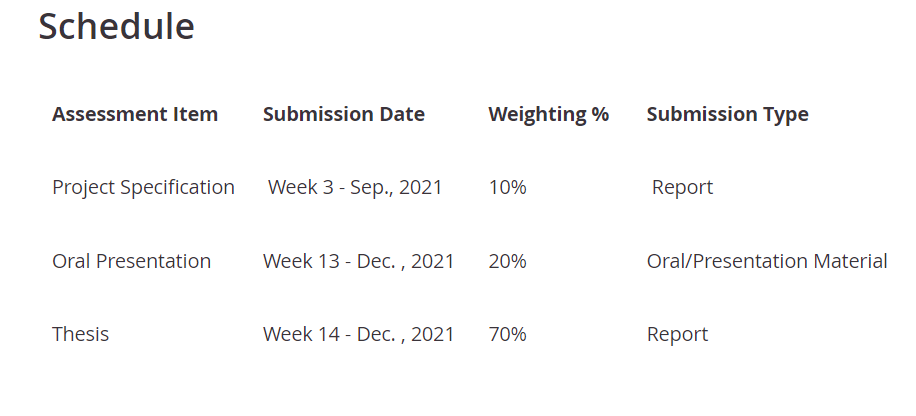 Schedule
Assessment Item Submission Date Weighting % Submission Type
Project Specification Week 3 - Sep., 2021 10% Report
Oral Presentation Week 13 - Dec. , 2021 20% Oral/Presentation Material
Thesis Week 14 - Dec. , 2021 70% Report